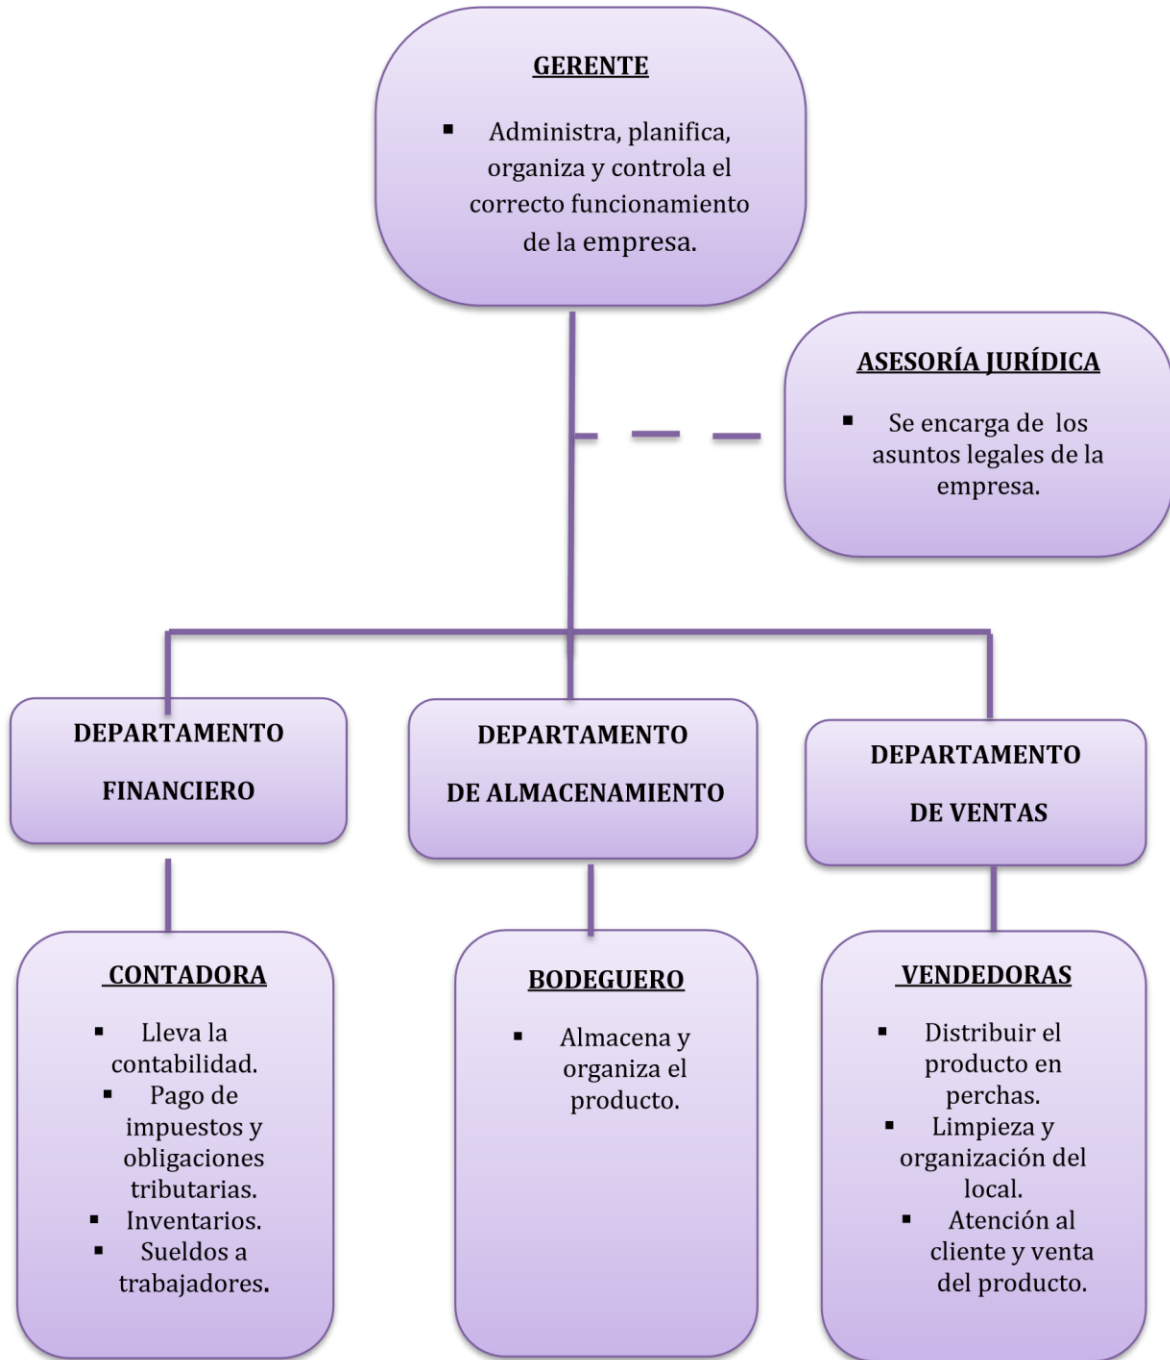 GERENTE
▪ Administra, planifica,
organiza y controla el
correcto funcionamiento
de la empresa.
ASESORÍA JURÍDICA
▪ Se encarga de los
asuntos legales de la
empresa.
DEPARTAMENTO
FINANCIERO
DEPARTAMENTO
DE ALMACENAMIENTO
DEPARTAMENTO
DE VENTAS
CONTADORA
▪ Lleva la
contabilidad.
▪ Pago de
impuestos y
obligaciones
tributarias.
▪ Inventarios.
▪ Sueldos a
trabajadores.
BODEGUERO
▪ Almacena y
organiza el
producto.
VENDEDORAS
▪ Distribuir el
producto en
perchas.
▪ Limpieza y
organización del
local.
▪ Atención al
cliente y venta
del producto.